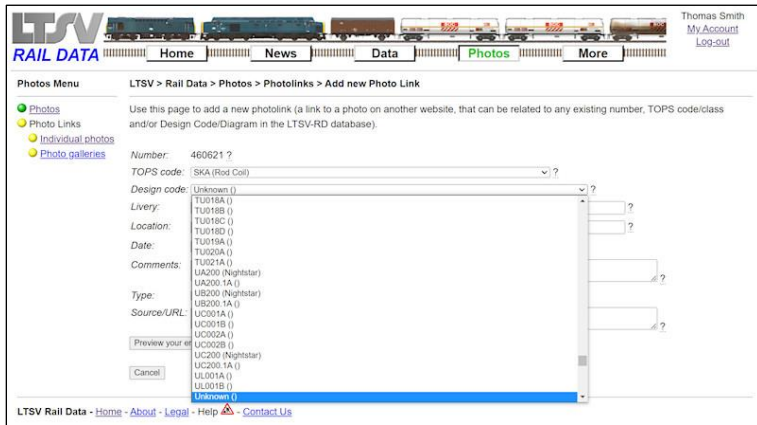 LTSV
RAIL DATA
Home
News
Data
Photos
More
Thomas Smith
My Account
Log-out
Photos Menu
Photos
Photo Links
Individual photos
Photo galleries
LTSV > Rail Data > Photos > Photolinks > Add new Photo Link
Use this page to add a new photolink (a link to a photo on another website, that can be related to any existing number, TOPS code/class
and/or Design Code/Diagram in the LTSV-RD database).
Number: 460621 ?
TOPS code: SKA (Rod Coil) ?
Design code: Unknown () ?
Livery: ?
Location: ?
Date:
Comments: ?
Type:
Source/URL: ?
TU018A ()
TU018B ()
TU018C ()
TU018D ()
TU019A ()
TU020A ()
TU021A ()
UA200 (Nightstar)
UA200.1A ()
UB200 (Nightstar)
UB200.1A ()
UC001A ()
UC001B ()
UC002A ()
UC002B ()
UC200 (Nightstar)
UC200.1A ()
UL001A ()
UL001B ()
Unknown ()
Preview your en
Cancel
LTSV Rail Data - Home - About - Legal - Help - Contact Us